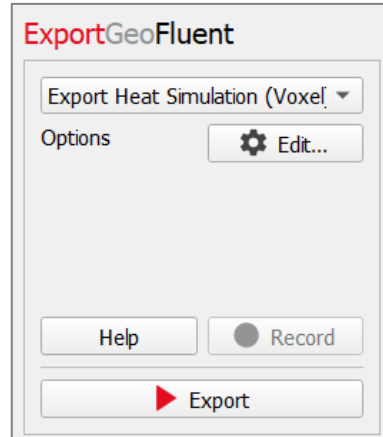 ExportGeoFluent
Export Heat Simulation (Voxel
Options
Edit...
Help
Record
Export